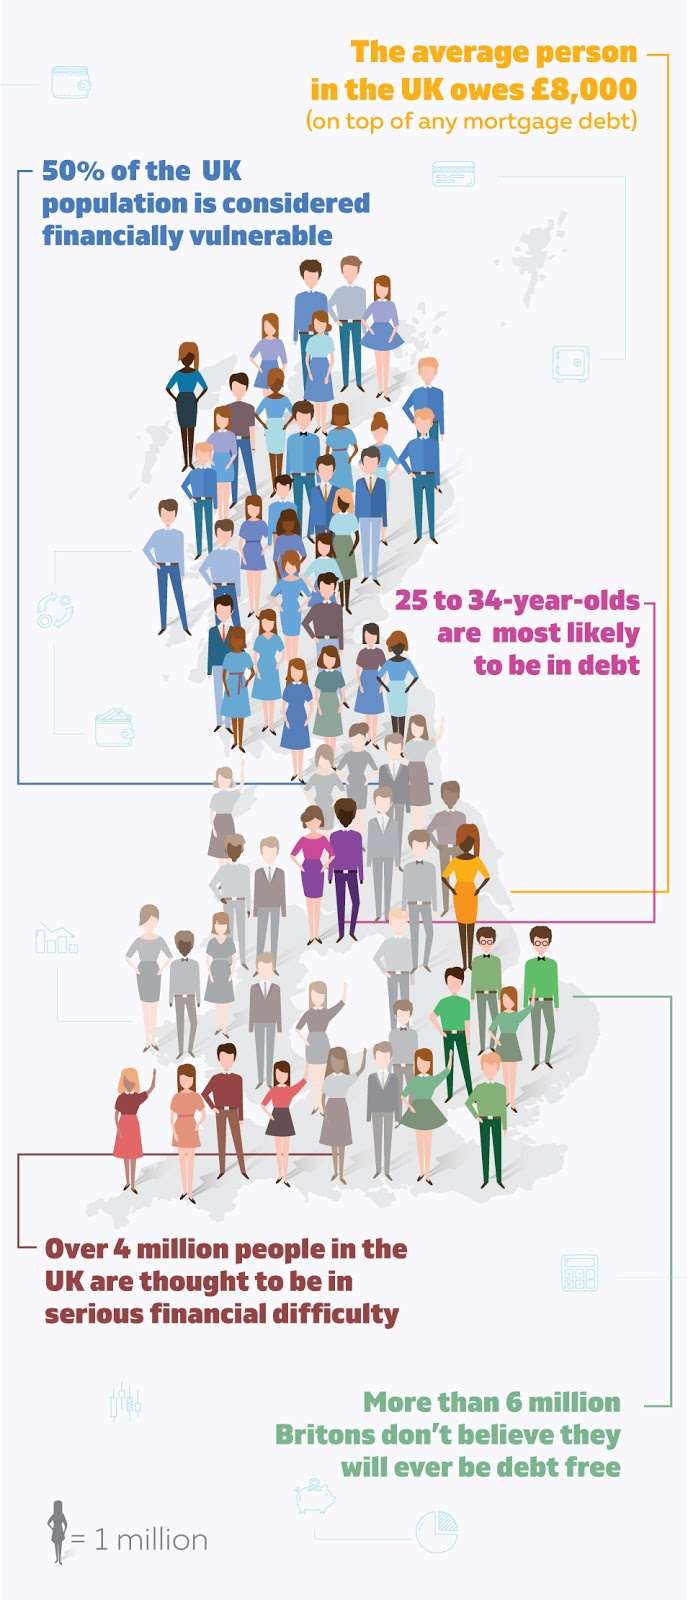 The average person
in the UK owes £8,000
(on top of any mortgage debt)
50% of the UK
population is considered
financially vulnerable
25 to 34-year-olds
are most likely
to be in debt
Over 4 million people in the
UK are thought to be in
serious financial difficulty
More than 6 million
Britons don't believe they
will ever be debt free
= 1 million